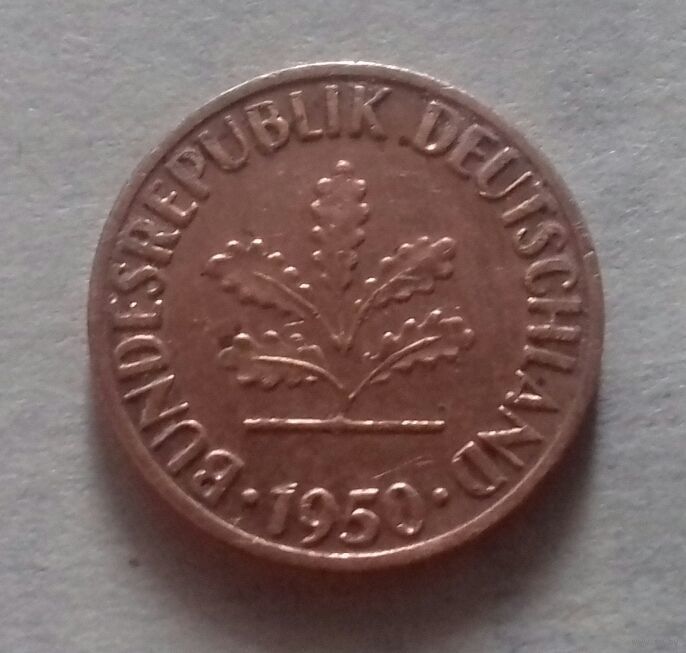 BUNDESREPUBLIK DEUTSCHLAND
· 1950 ·